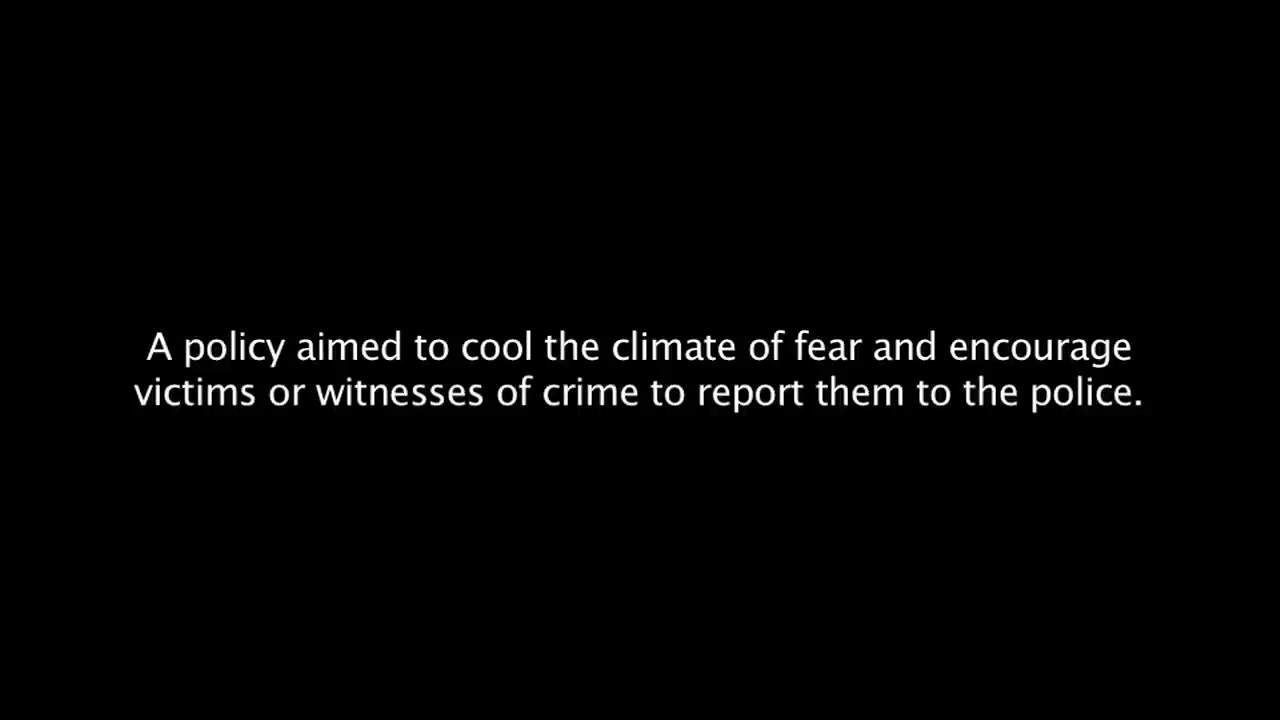 A policy aimed to cool the climate of fear and encourage
victims or witnesses of crime to report them to the police.